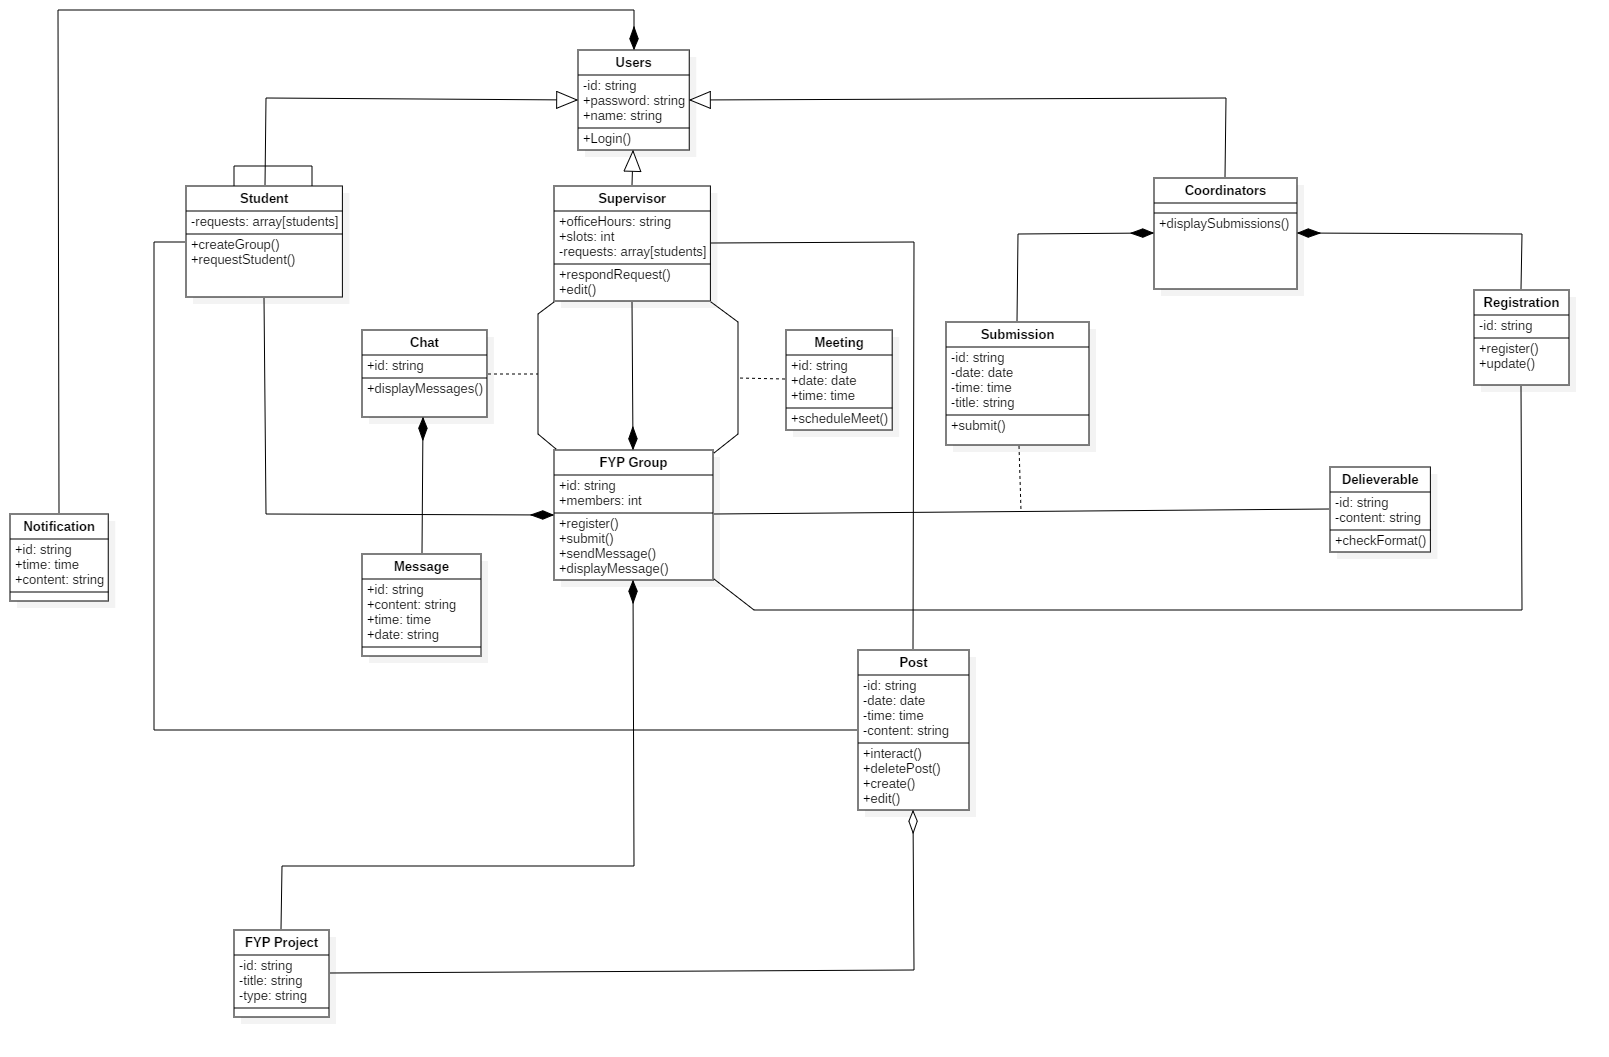 Users
-id: string
+password: string
+name: string
+Login()
Student
-requests: array[students]
+createGroup()
+requestStudent()
Supervisor
+officeHours: string
+slots: int
-requests: array[students]
+respondRequest()
+edit()
Coordinators
+displaySubmissions()
Chat
+id: string
+displayMessages()
Meeting
+id: string
+date: date
+time: time
+scheduleMeet()
Submission
-id: string
-date: date
-time: time
-title: string
+submit()
Registration
-id: string
+register()
+update()
FYP Group
+id: string
+members: int
+register()
+submit()
+sendMessage()
+displayMessage()
Delieverable
-id: string
-content: string
+checkFormat()
Notification
+id: string
+time: time
+content: string
Message
+id: string
+content: string
+time: time
+date: string
Post
-id: string
-date: date
-time: time
-content: string
+interact()
+deletePost()
+create()
+edit()
FYP Project
-id: string
-title: string
-type: string